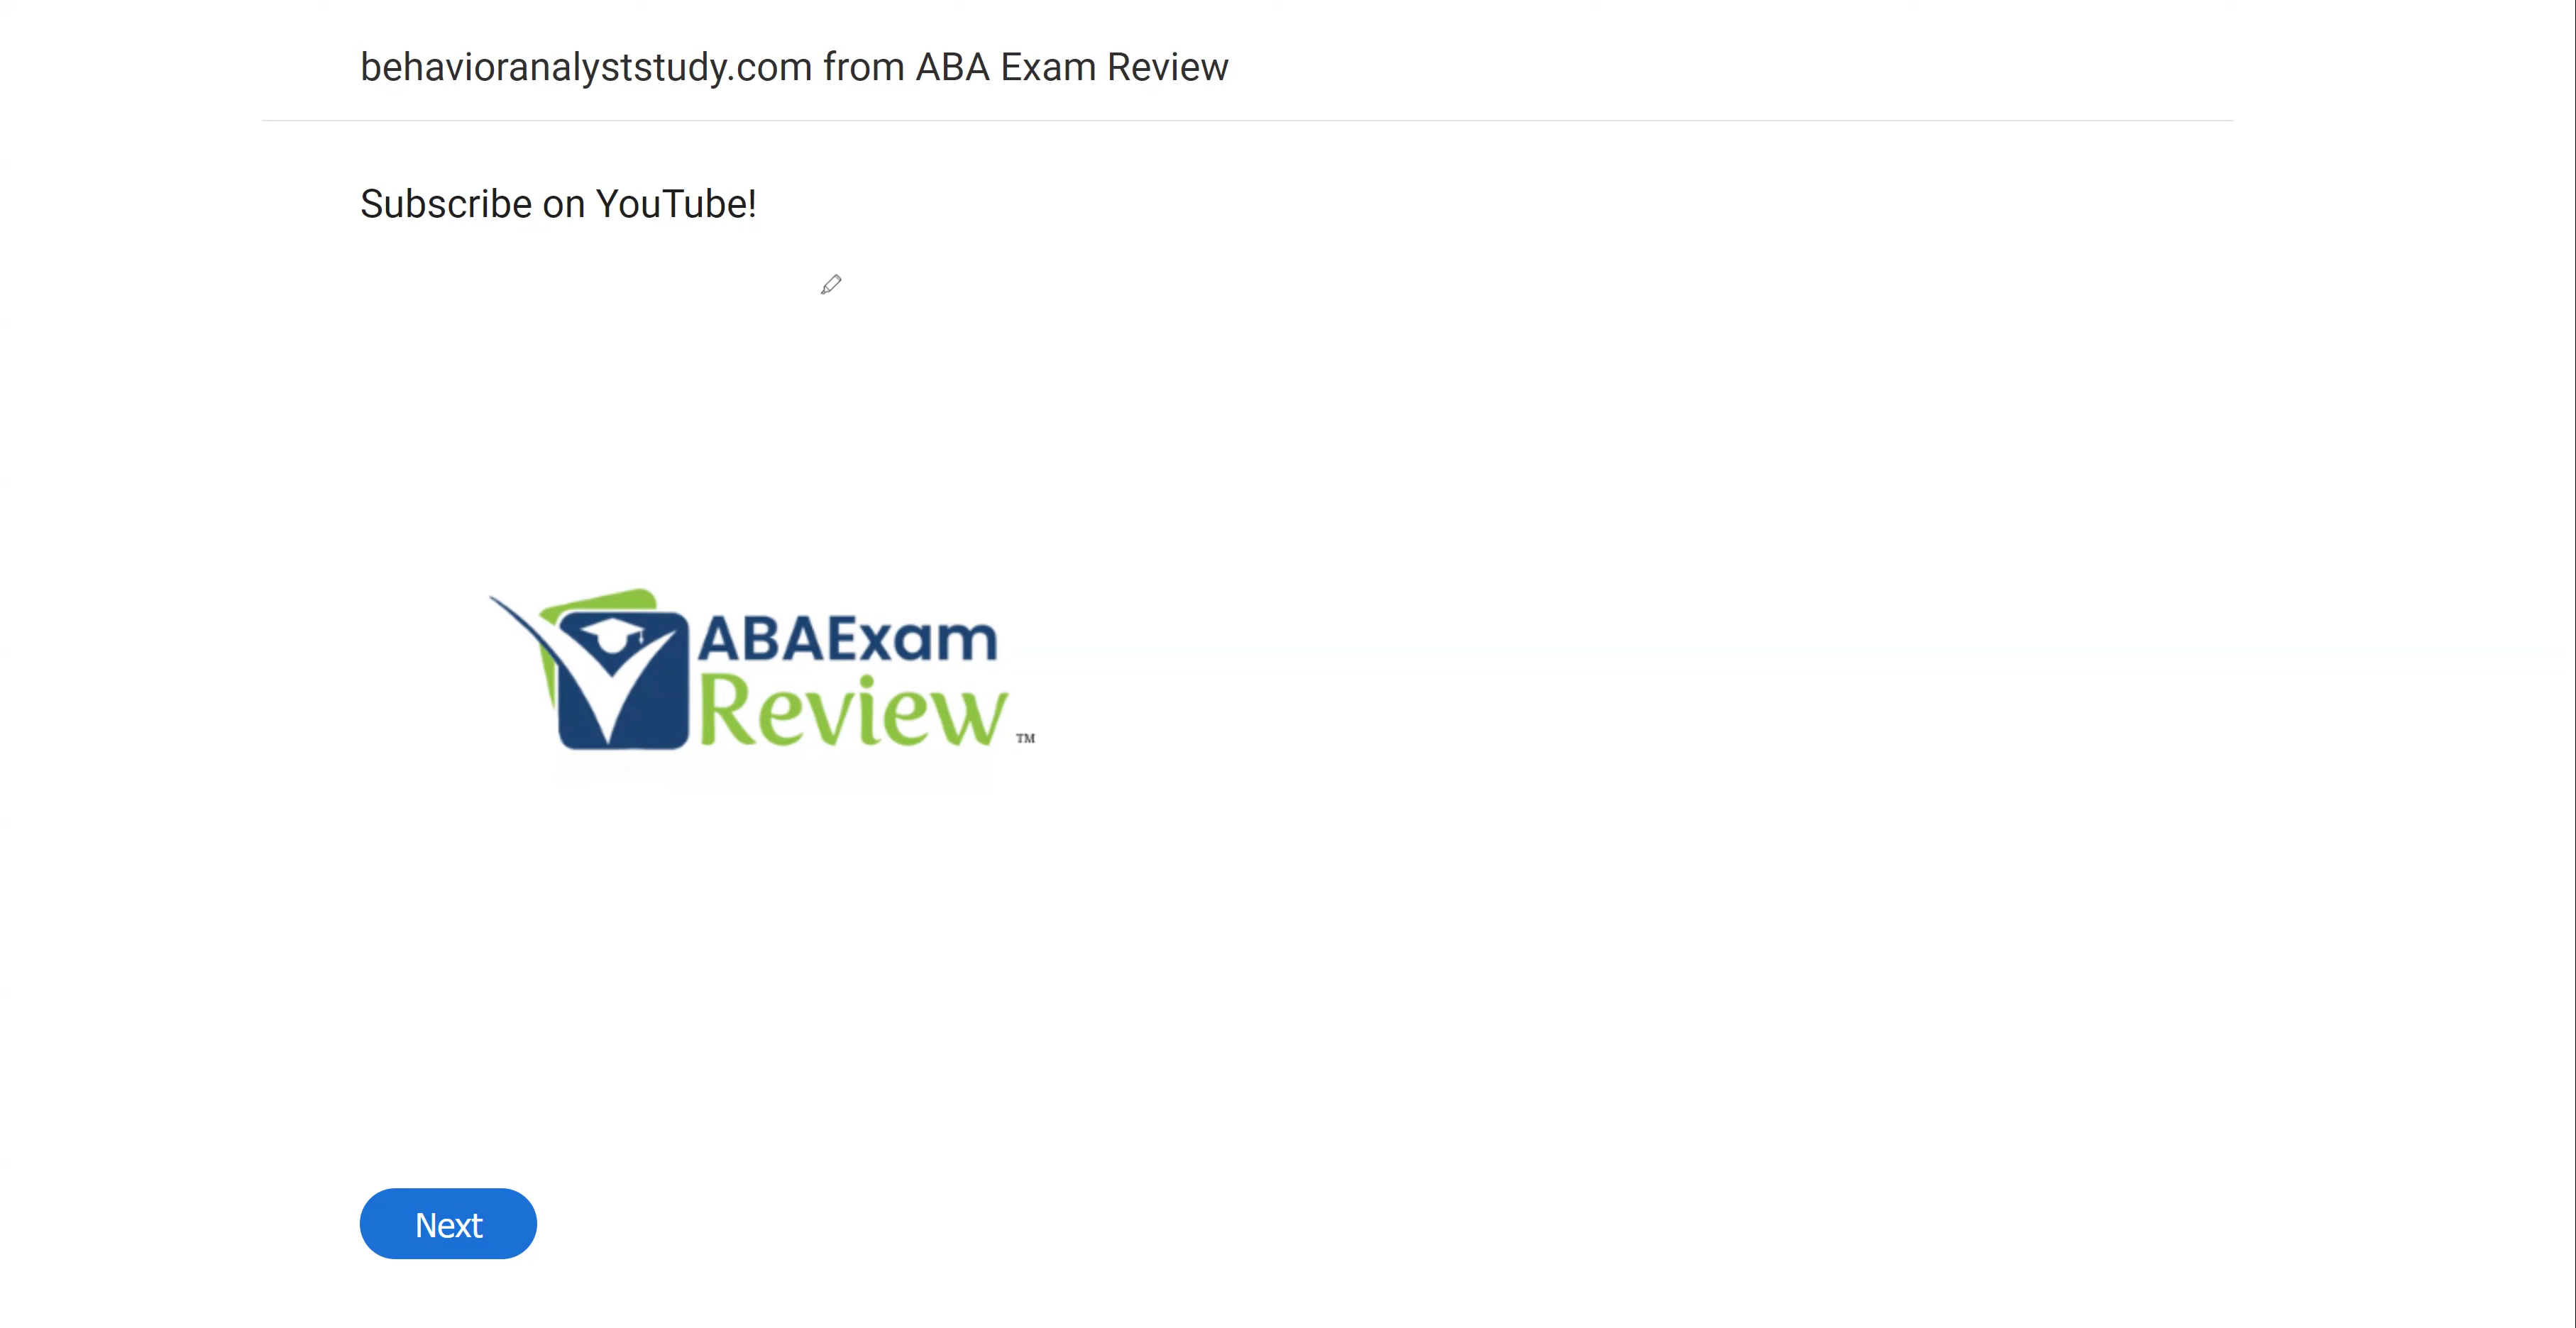 behavioranalyststudy.com from ABA Exam Review
Subscribe on YouTube!
ABAExam
Review ™
Next